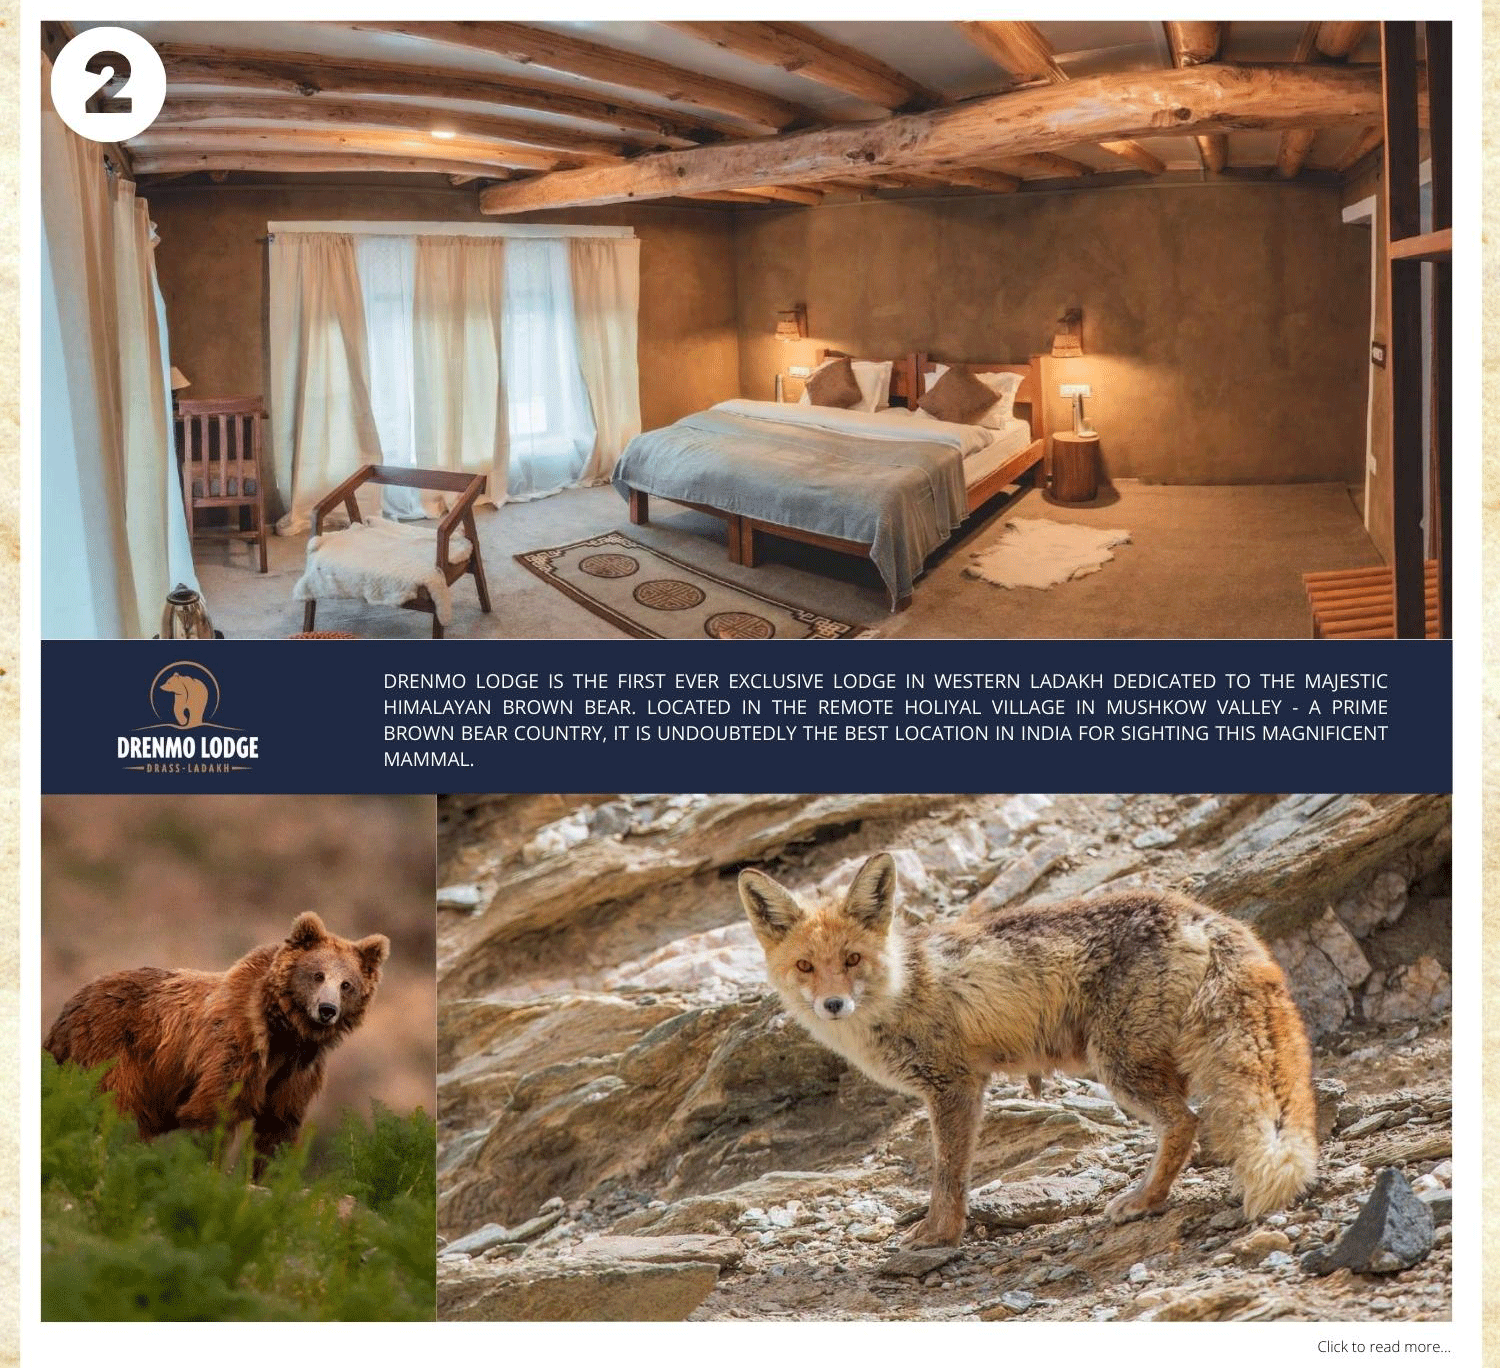 2
DRENMO LODGE IS THE FIRST EVER EXCLUSIVE LODGE IN WESTERN LADAKH DEDICATED TO THE MAJESTIC
HIMALAYAN BROWN BEAR. LOCATED IN THE REMOTE HOLIYAL VILLAGE IN MUSHKOW VALLEY - A PRIME
BROWN BEAR COUNTRY, IT IS UNDOUBTEDLY THE BEST LOCATION IN INDIA FOR SIGHTING THIS MAGNIFICENT
MAMMAL.
DRENMO LODGE
DRASS-LADAKH
Click to read more...